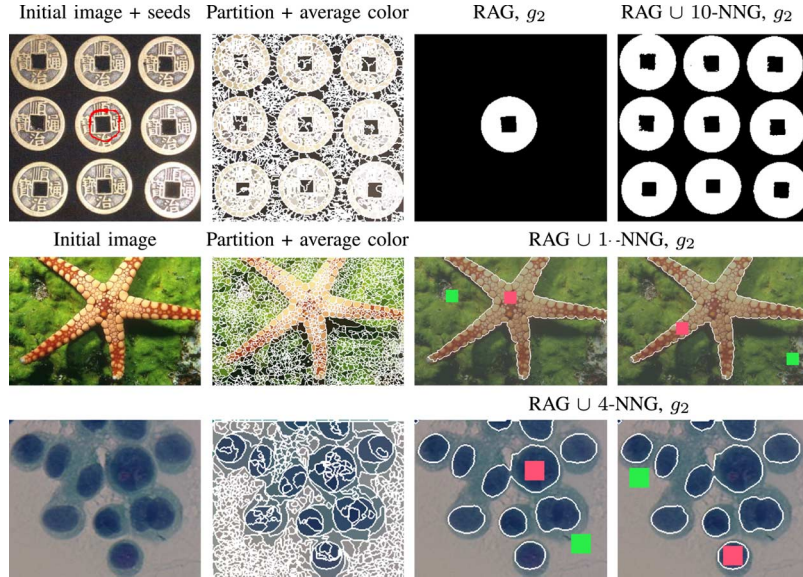 Initial image + seeds
Partition + average color
RAG, g₂
RAG ∪ 10-NNG, g₂
Initial image
Partition + average color
RAG ∪ -NNG, g₂
RAG ∪ 4-NNG, g₂